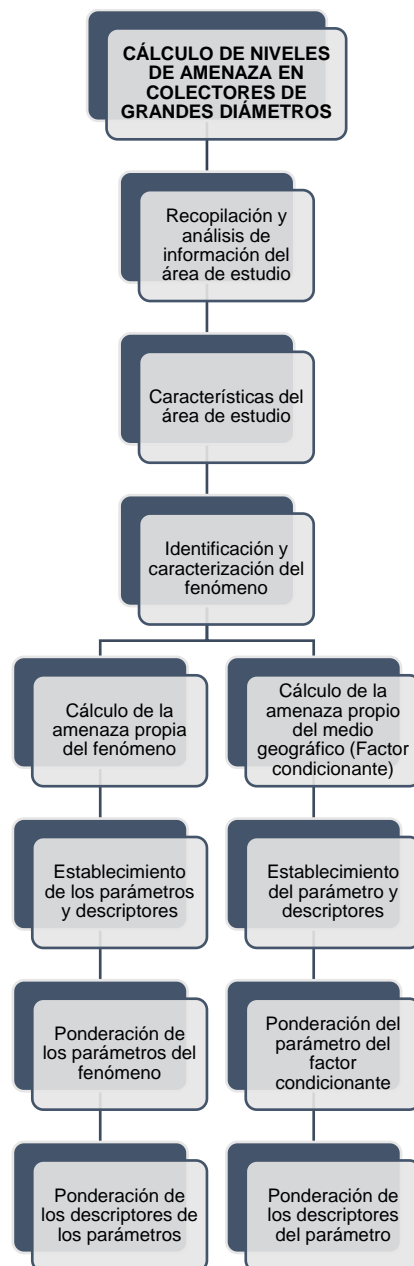 CÁLCULO DE NIVELES
DE AMENAZA EN
COLECTORES DE
GRANDES DIÁMETROS
Recopilación y
análisis de
información del
área de estudio
Características del
área de estudio
Identificación y
caracterización del
fenómeno
Cálculo de la
amenaza propia
del fenómeno
Cálculo de la
amenaza propio
del medio
geográfico (Factor
condicionante)
Establecimiento
de los parámetros
y descriptores
Establecimiento
del parámetro y
descriptores
Ponderación de
los parámetros del
fenómeno
Ponderación del
parámetro del
factor
condicionante
Ponderación de
los descriptores de
los parámetros
Ponderación de
los descriptores
del parámetro